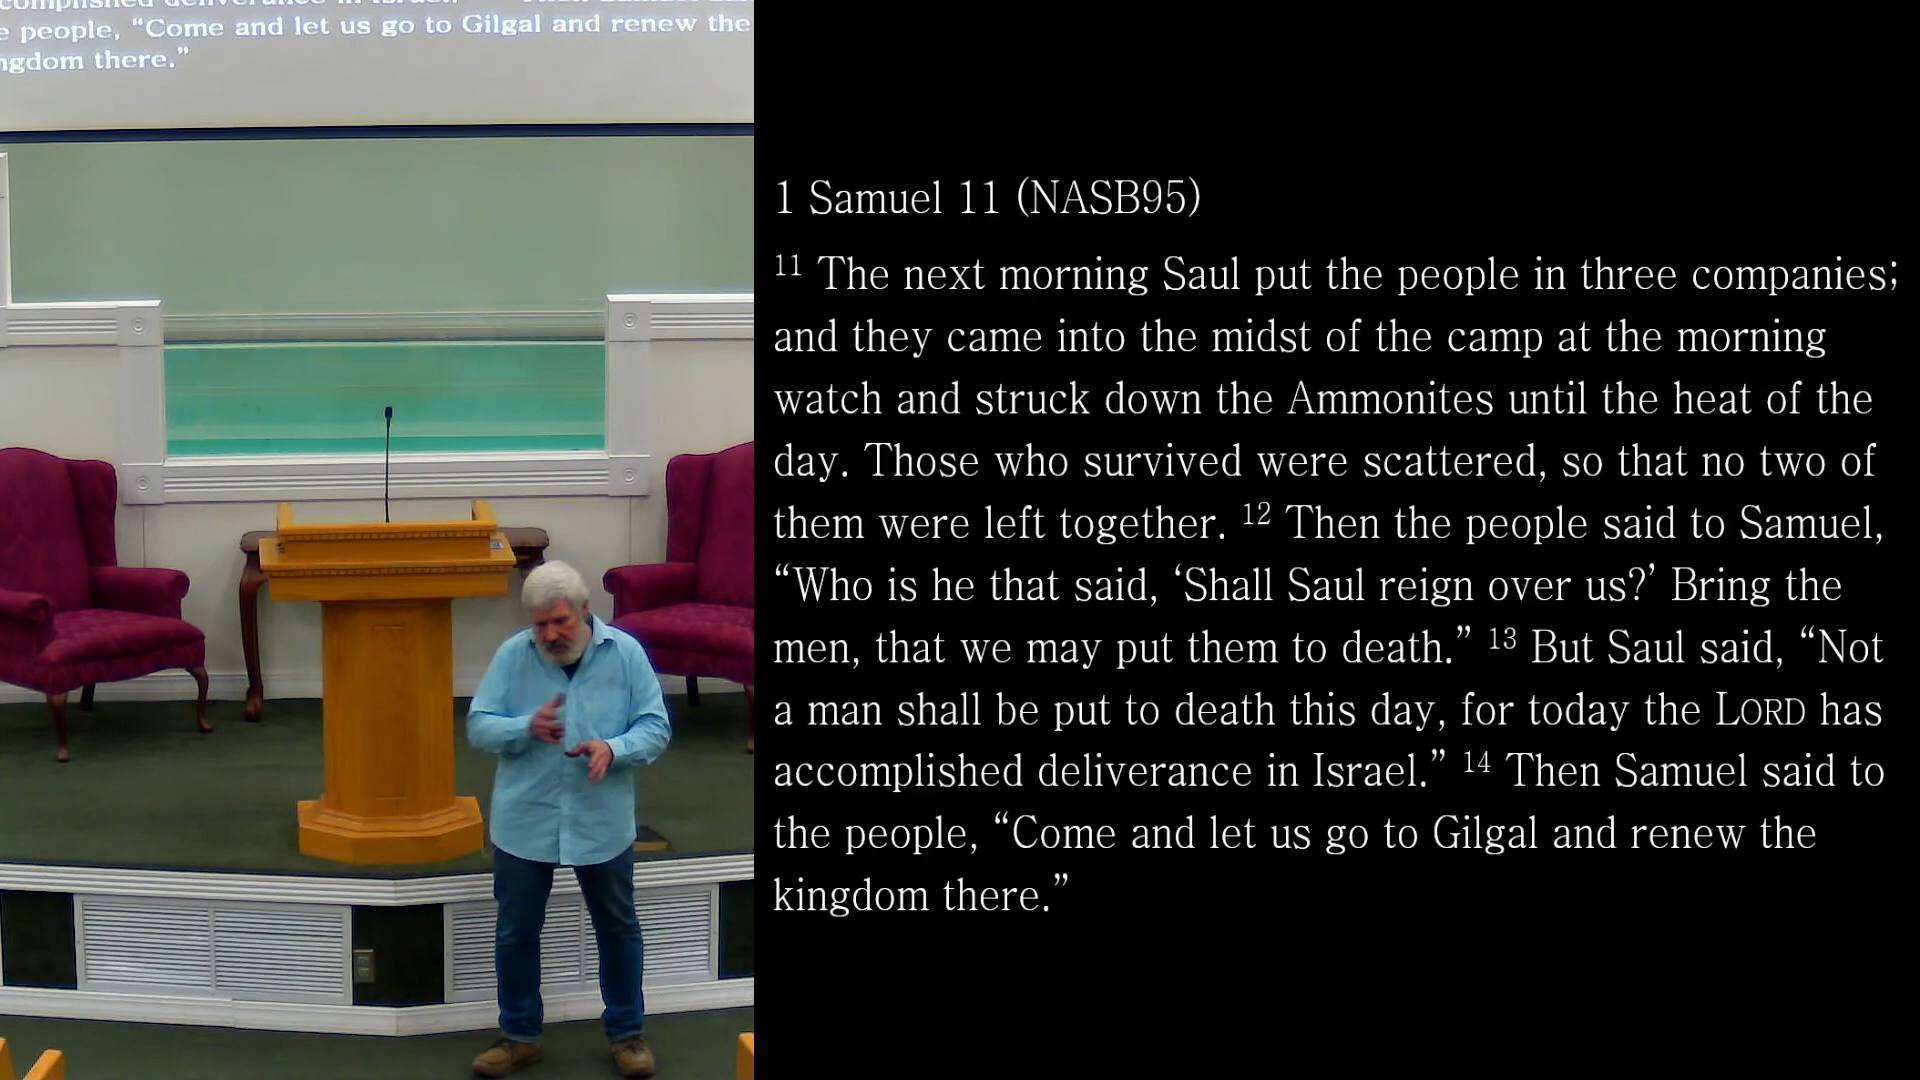 e people, “Come and let us go to Gilgal and renew the
ngdom there.”
1 Samuel 11 (NASB95)
11 The next morning Saul put the people in three companies;
and they came into the midst of the camp at the morning
watch and struck down the Ammonites until the heat of the
day. Those who survived were scattered, so that no two of
them were left together. 12 Then the people said to Samuel,
“Who is he that said, ‘Shall Saul reign over us?’ Bring the
men, that we may put them to death.” 13 But Saul said, “Not
a man shall be put to death this day, for today the LORD has
accomplished deliverance in Israel.” 14 Then Samuel said to
the people, “Come and let us go to Gilgal and renew the
kingdom there.”